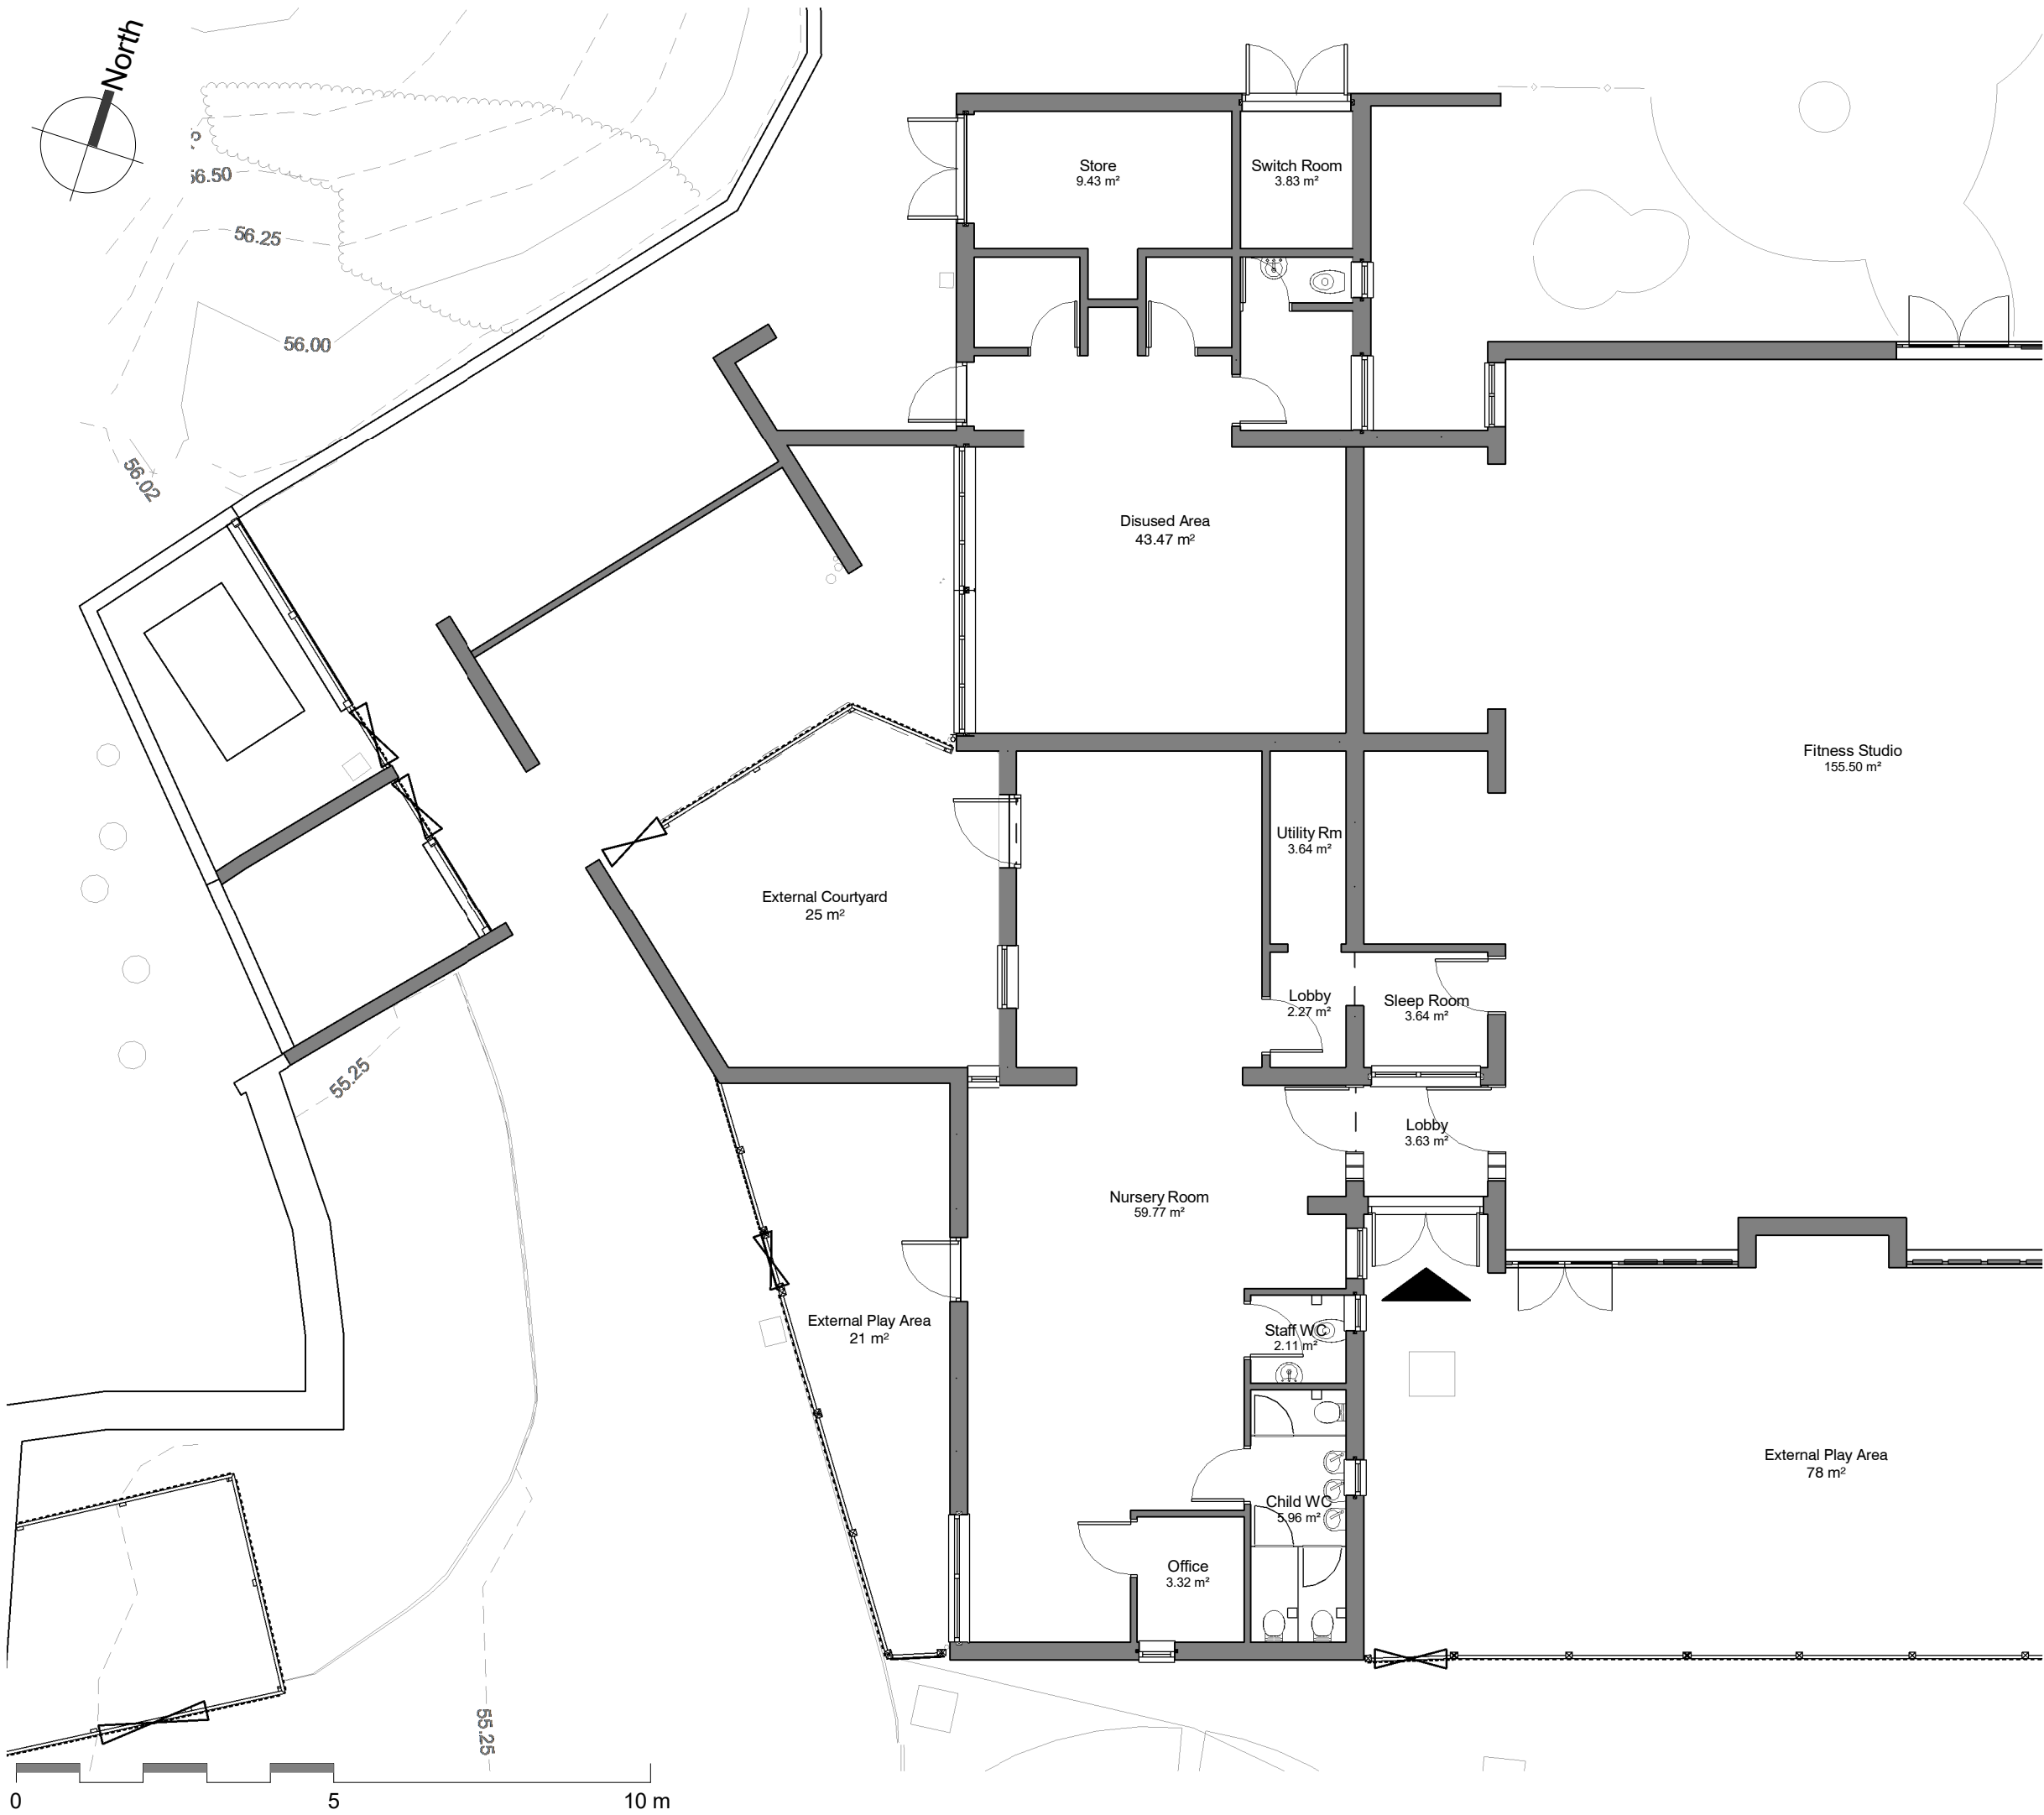 North
56.50
56.25
56.00
56.02
Store
9.43 m²
Switch Room
3.83 m²
Disused Area
43.47 m²
Fitness Studio
155.50 m²
Utility Rm
3.64 m²
External Courtyard
25 m²
Lobby
2.27 m²
Sleep Room
3.64 m²
55.25
Lobby
3.63 m²
Nursery Room
59.77 m²
External Play Area
21 m²
Staff WC
2.11 m²
External Play Area
78 m²
Child WC
5.96 m²
Office
3.32 m²
55.25
0 5 10 m